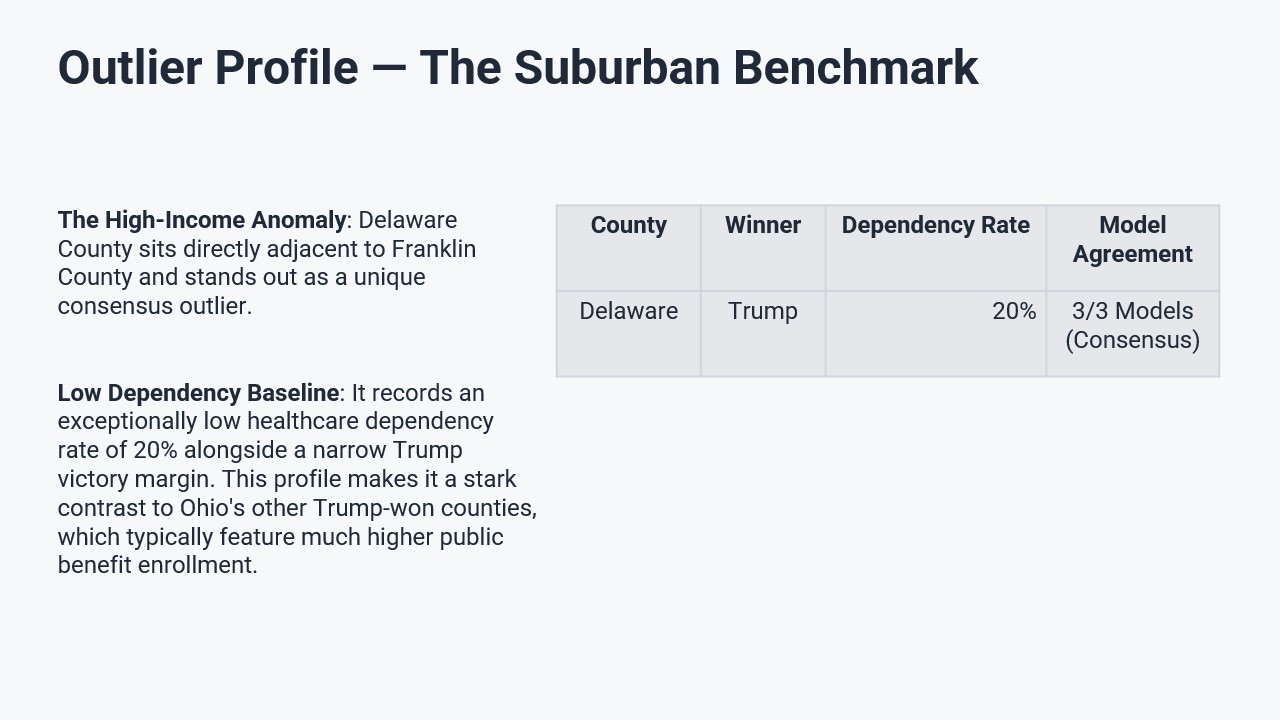 Outlier Profile — The Suburban Benchmark
The High-Income Anomaly: Delaware
County sits directly adjacent to Franklin
County and stands out as a unique
consensus outlier.
Low Dependency Baseline: It records an
exceptionally low healthcare dependency
rate of 20% alongside a narrow Trump
victory margin. This profile makes it a stark
contrast to Ohio's other Trump-won counties,
which typically feature much higher public
benefit enrollment.
County Winner Dependency Rate Model
Agreement
Delaware Trump 20% 3/3 Models
(Consensus)